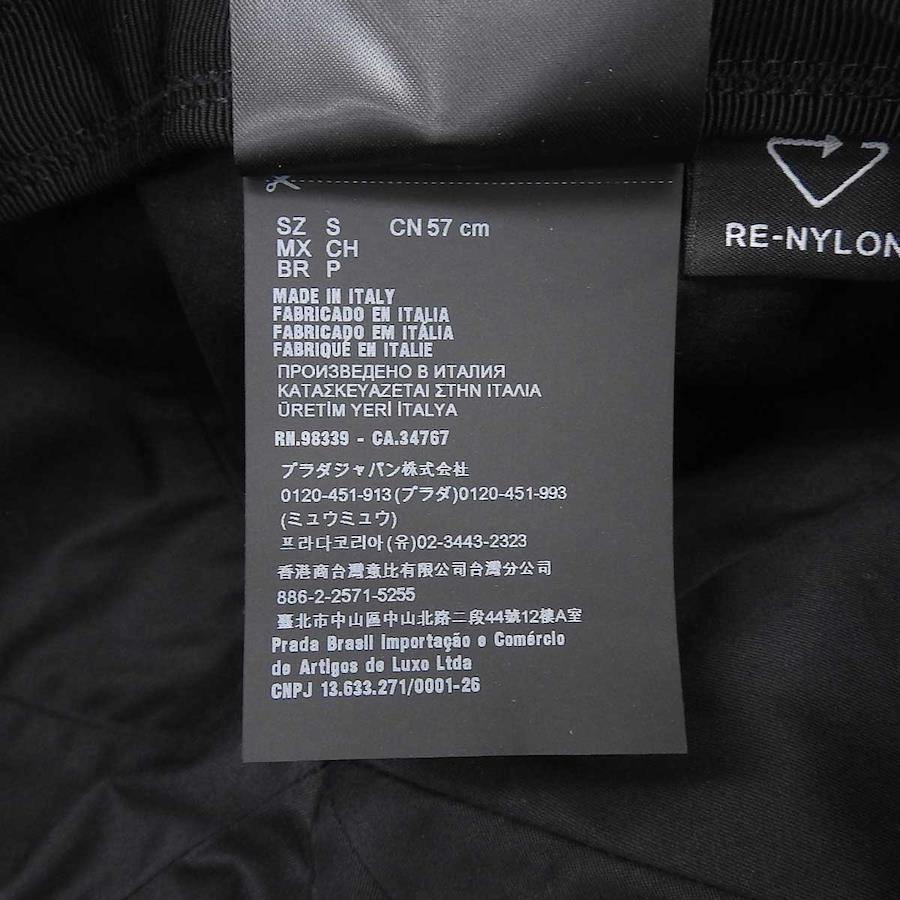 SZ S CN 57 cm
MX CH
BR P
MADE IN ITALY
FABRICADO EN ITALIA
FABRICADO EM ITÁLIA
FABRIQUÉ EN ITALIE
ПРОИЗВЕДЕНО В ИТАЛИЯ
ΚΑΤΑΣΚΕΥΑΖΕΤΑΙ ΣΤΗΝ ΙΤΑΛΙΑ
ÜRETİM YERİ İTALYA
RN.98339 - CA.34767
プラダジャパン株式会社
0120-451-913(プラダ)0120-451-993
(ミュウミュウ)
프라다코리아(유)02-3443-2323
香港商台灣意比有限公司台灣分公司
886-2-2571-5255
臺北市中山區中山北路二段44號12樓A室
Prada Brasil Importação e Comércio
de Artigos de Luxo Ltda
CNPJ 13.633.271/0001-26
RE-NYLON